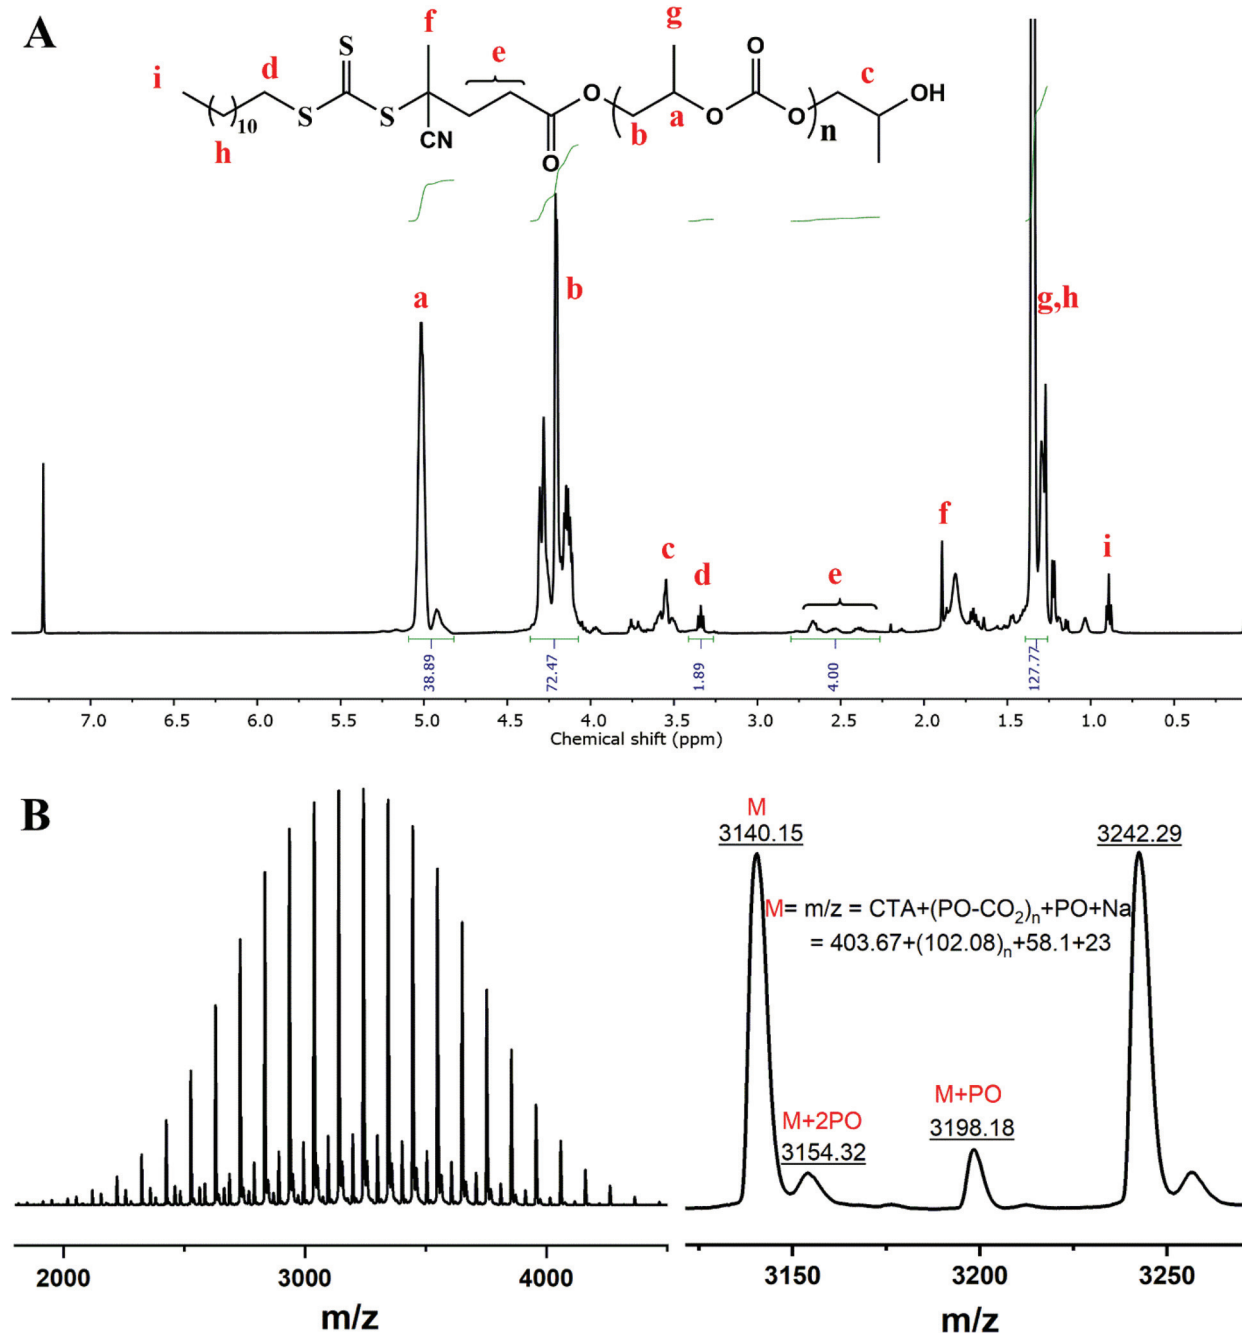 A
f
g
e
i
d
S
O
c
S
S
O
O
OH
10
CN
a
O
O
n
h
O
b
a
b
g,h
c
d
e
f
i
38.89
72.47
1.89
4.00
127.77
7.0 6.5 6.0 5.5 5.0 4.5 4.0 3.5 3.0 2.5 2.0 1.5 1.0 0.5
Chemical shift (ppm)
B
M
3140.15
3242.29
M= m/z = CTA+(PO-CO₂)ₙ+PO+Na
= 403.67+(102.08)ₙ+58.1+23
M+2PO
3154.32
M+PO
3198.18
2000 3000 4000
m/z
3150 3200 3250
m/z